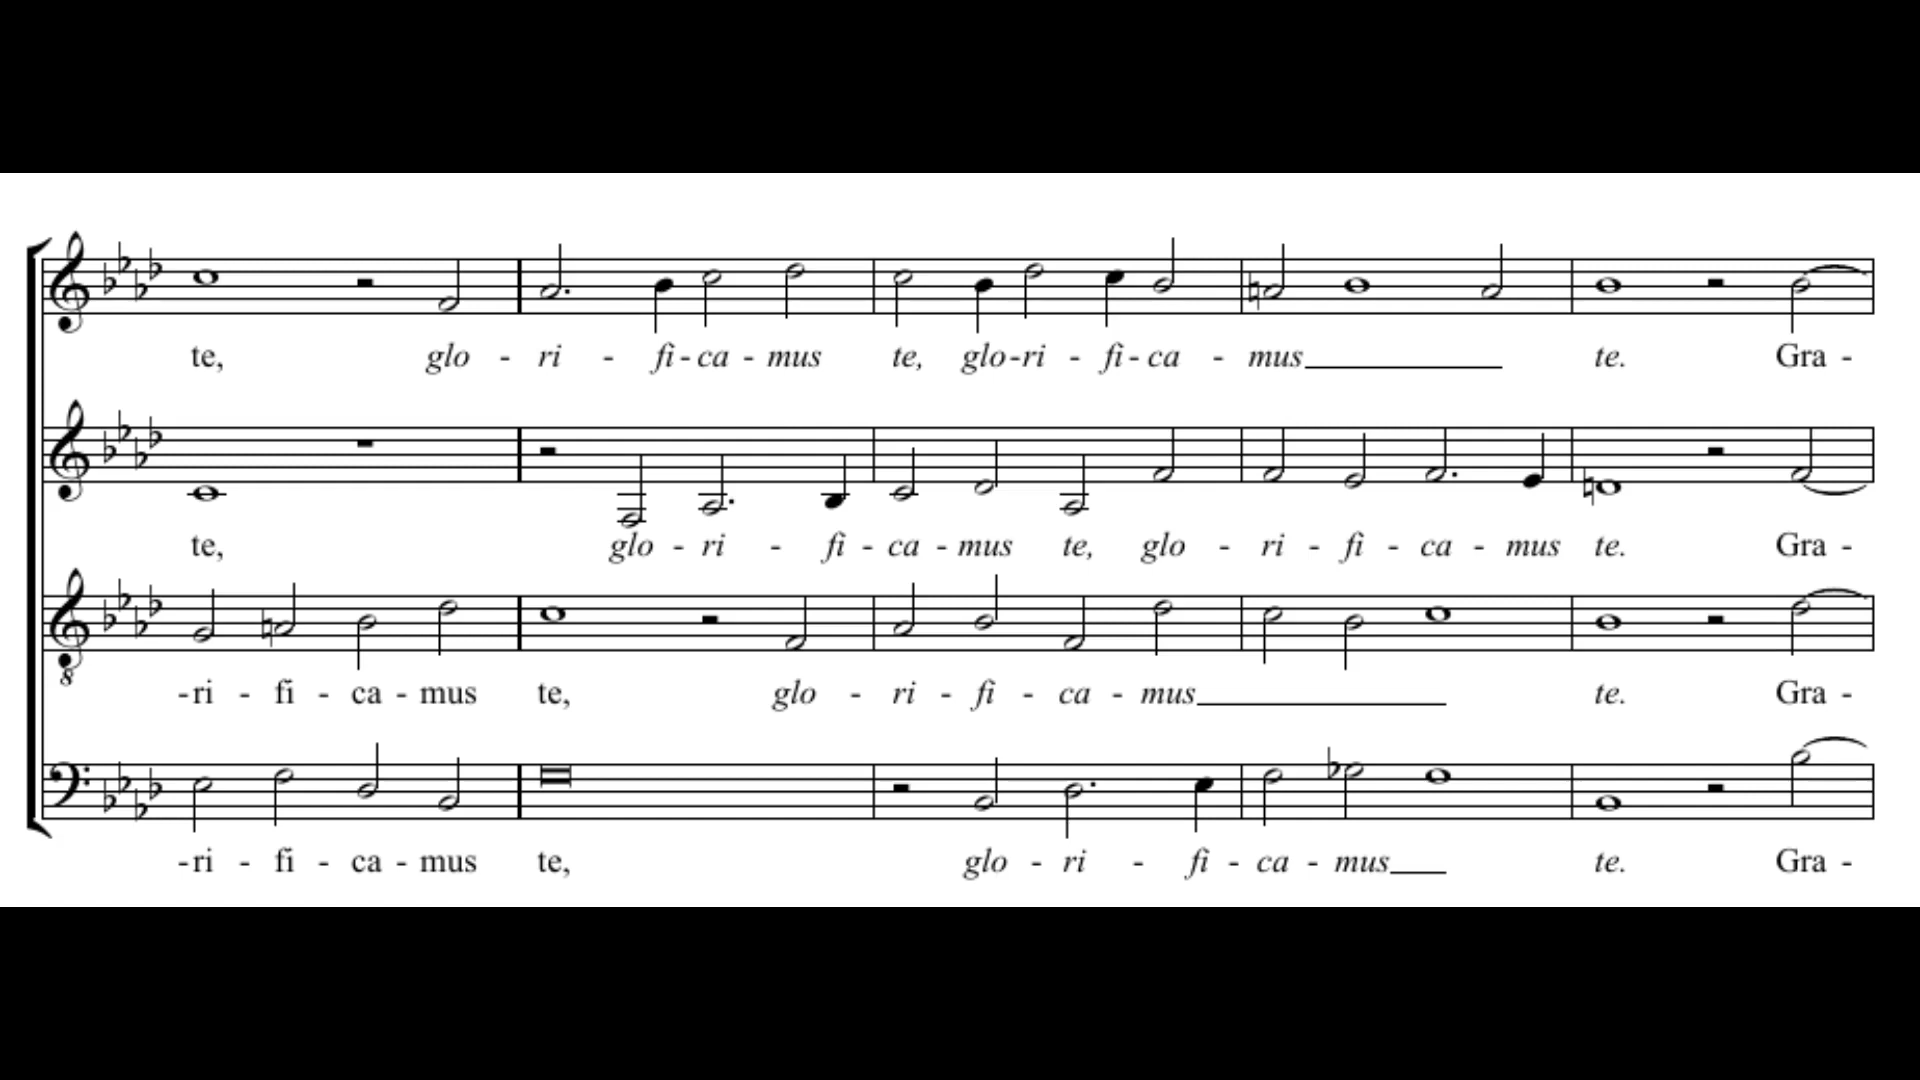 te, glo - ri - fi - ca - mus te, glo - ri - fi - ca - mus te. Gra -
te, glo - ri - fi - ca - mus te, glo - ri - fi - ca - mus te. Gra -
8
-ri - fi - ca - mus te, glo - ri - fi - ca - mus te. Gra -
-ri - fi - ca - mus te, glo - ri - fi - ca - mus te. Gra -